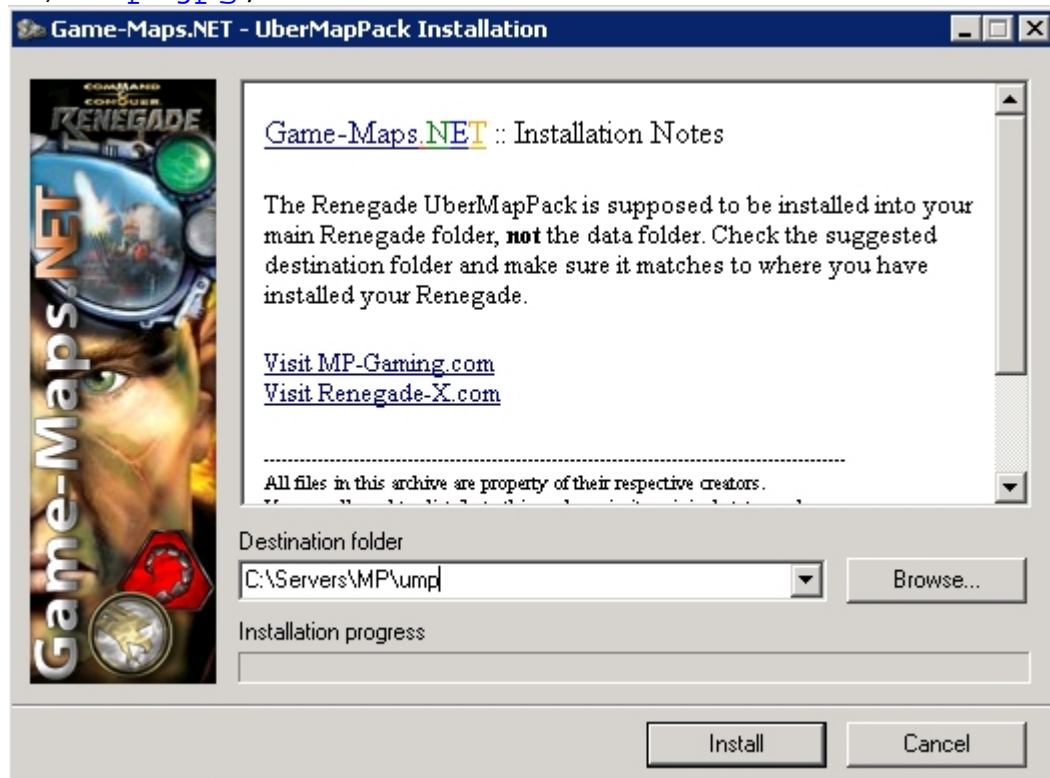 Game-Maps.NET - UberMapPack Installation
COMMAND
CONQUER
RENEGADE
Game-Maps.NET
Game-Maps.NET :: Installation Notes
The Renegade UberMapPack is supposed to be installed into your
main Renegade folder, not the data folder. Check the suggested
destination folder and make sure it matches to where you have
installed your Renegade.
Visit MP-Gaming.com
Visit Renegade-X.com
All files in this archive are property of their respective creators.
Destination folder
C:\Servers\MP\ump
Browse...
Installation progress
Install
Cancel